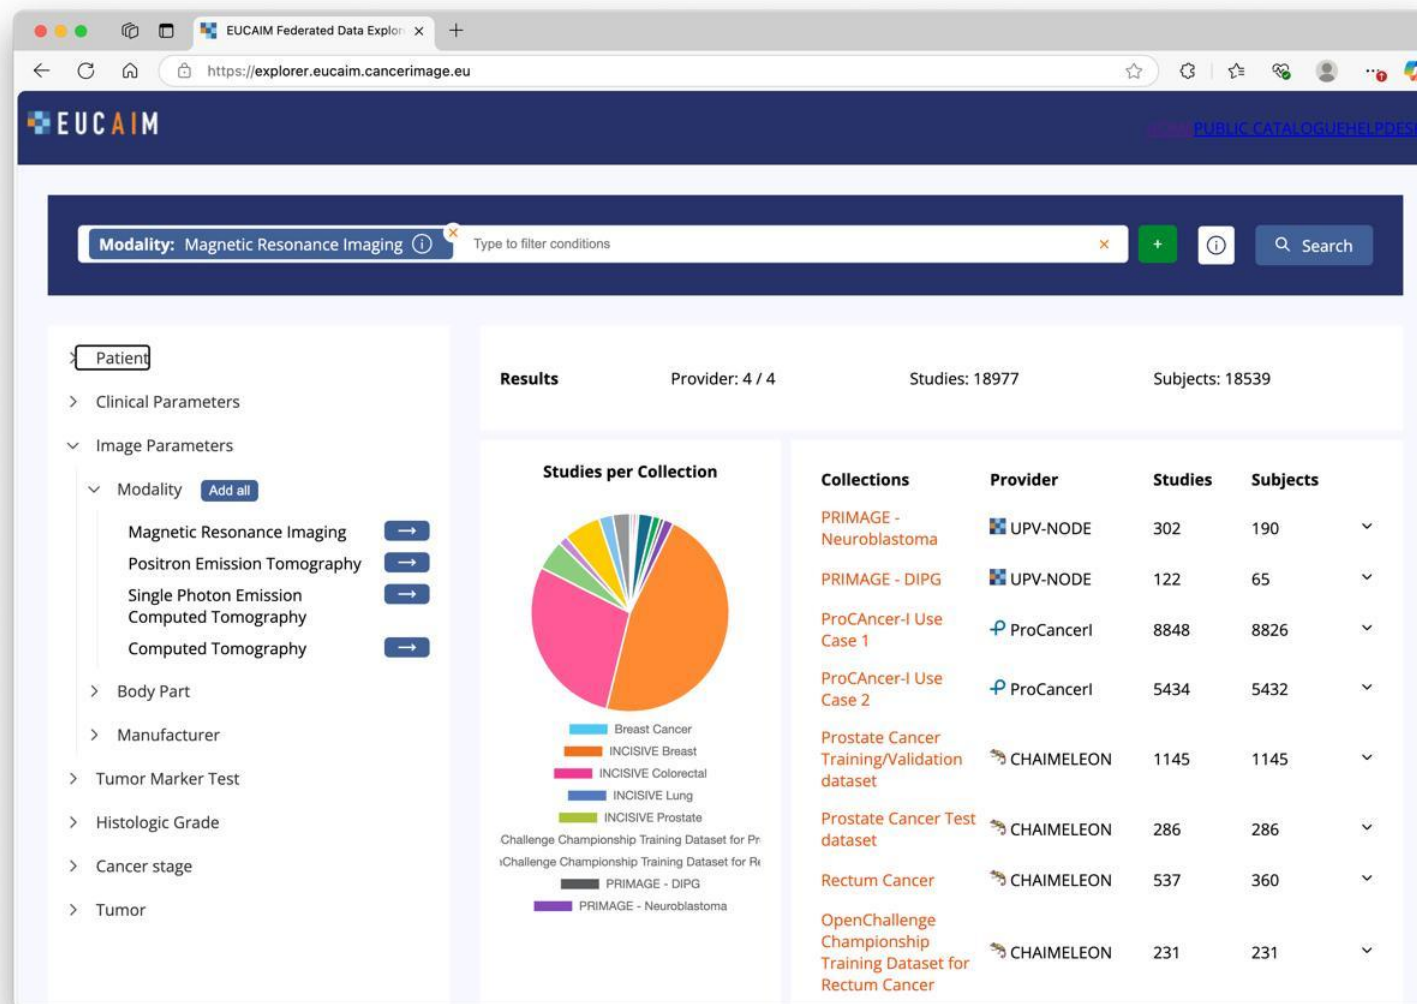 EUCAIM Federated Data Explor
https://explorer.eucaim.cancerimage.eu
EUCAIM
PUBLIC CATALOGUEHELPDES
Modality: Magnetic Resonance Imaging
Type to filter conditions
+
Search
Patient
Clinical Parameters
Image Parameters
Modality
Add all
Magnetic Resonance Imaging
Positron Emission Tomography
Single Photon Emission
Computed Tomography
Computed Tomography
Body Part
Manufacturer
Tumor Marker Test
Histologic Grade
Cancer stage
Tumor
Results Provider: 4 / 4 Studies: 18977 Subjects: 18539
Studies per Collection
Breast Cancer
INCISIVE Breast
INCISIVE Colorectal
INCISIVE Lung
INCISIVE Prostate
Challenge Championship Training Dataset for Pr
Challenge Championship Training Dataset for Re
PRIMAGE - DIPG
PRIMAGE - Neuroblastoma
Collections Provider Studies Subjects
PRIMAGE -
Neuroblastoma
UPV-NODE 302 190
PRIMAGE - DIPG UPV-NODE 122 65
ProCAncer-I Use
Case 1
ProCancerI 8848 8826
ProCAncer-I Use
Case 2
ProCancerI 5434 5432
Prostate Cancer
Training/Validation
dataset
CHAIMELEON 1145 1145
Prostate Cancer Test
dataset
CHAIMELEON 286 286
Rectum Cancer CHAIMELEON 537 360
OpenChallenge
Championship
Training Dataset for
Rectum Cancer
CHAIMELEON 231 231